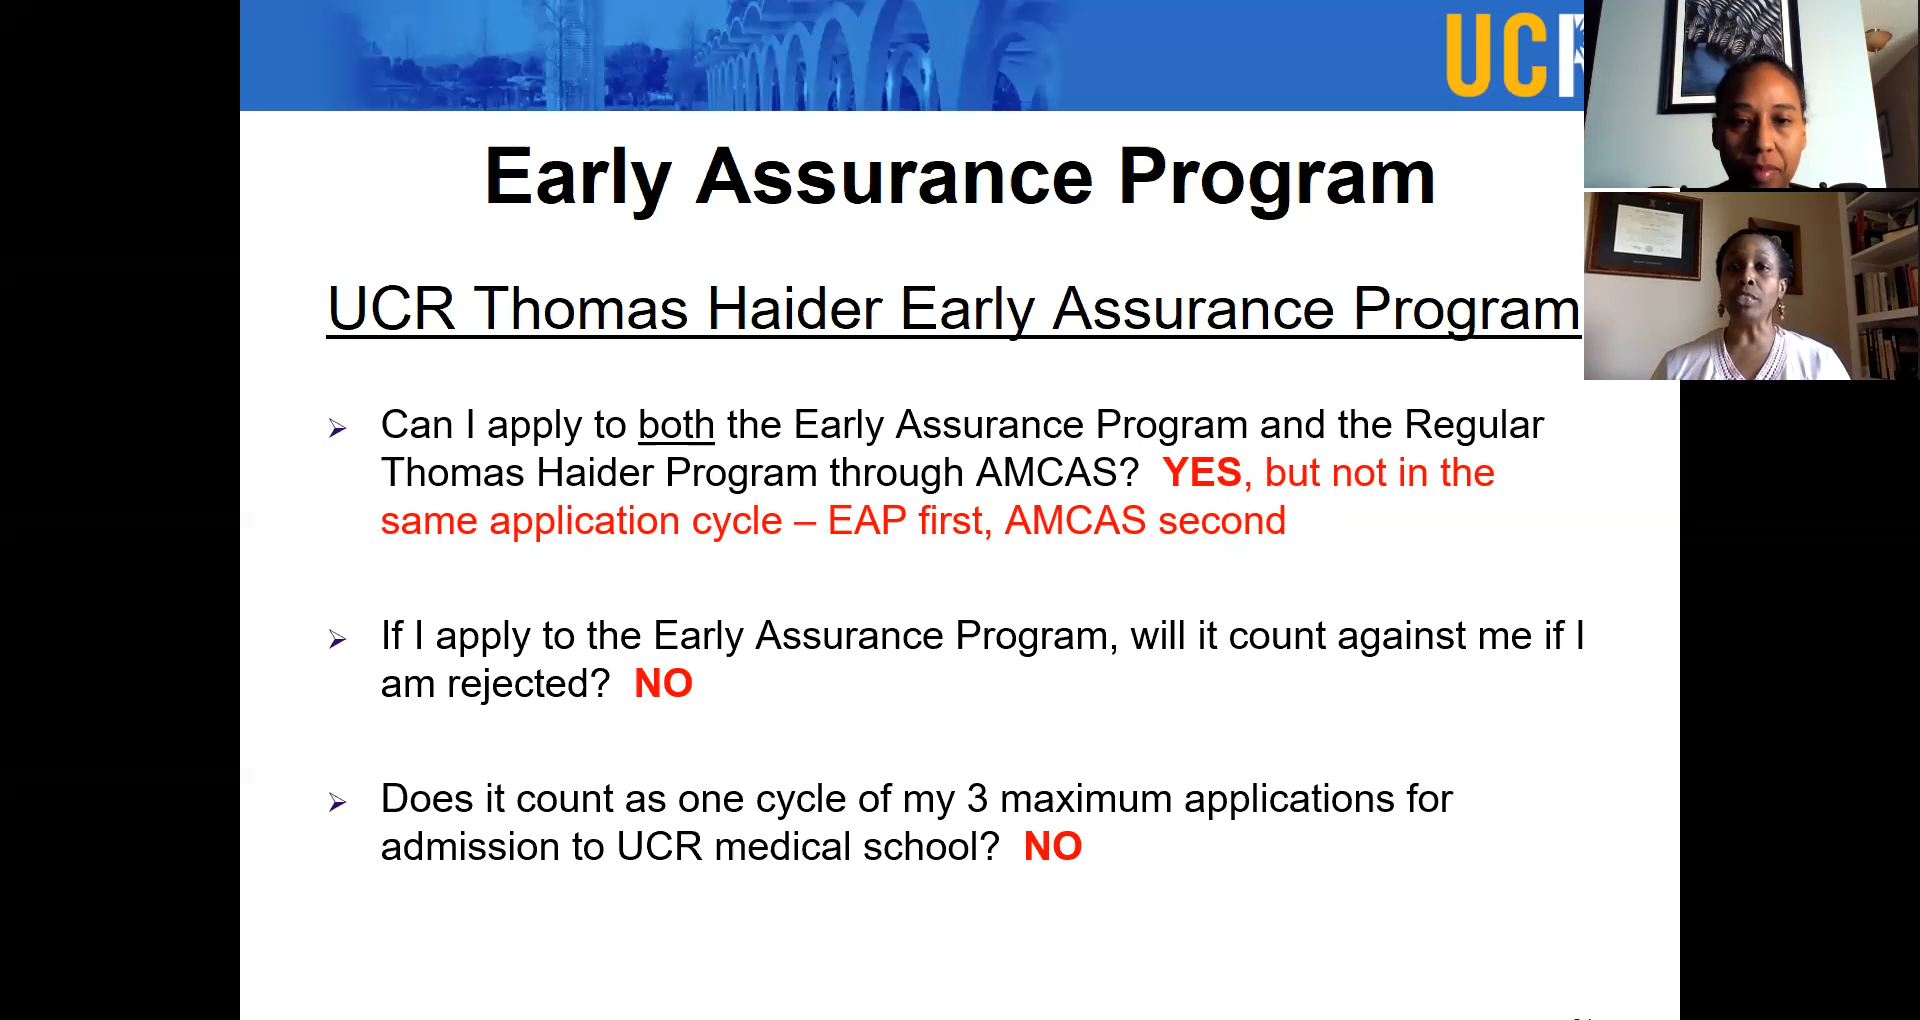 UCR
Early Assurance Program
UCR Thomas Haider Early Assurance Program
Can I apply to both the Early Assurance Program and the Regular
Thomas Haider Program through AMCAS? YES, but not in the
same application cycle – EAP first, AMCAS second
If I apply to the Early Assurance Program, will it count against me if I
am rejected? NO
Does it count as one cycle of my 3 maximum applications for
admission to UCR medical school? NO